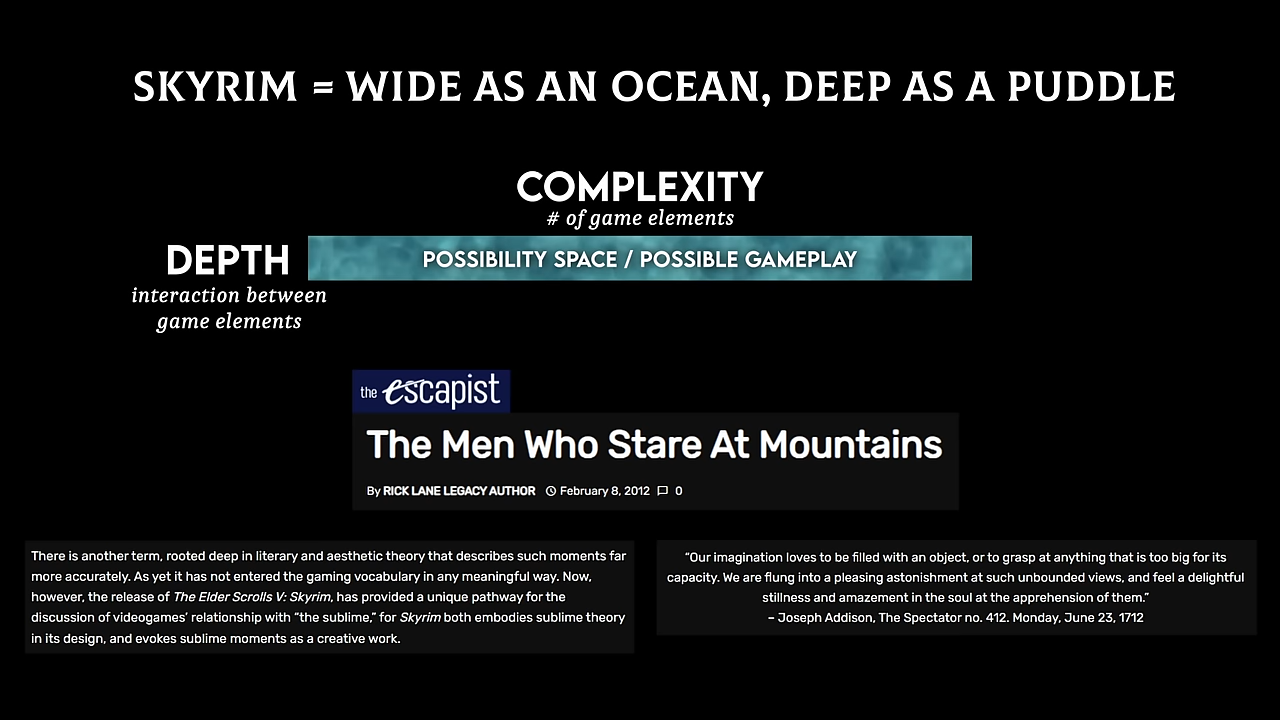 SKYRIM = WIDE AS AN OCEAN, DEEP AS A PUDDLE
COMPLEXITY
# of game elements
DEPTH
interaction between
game elements
POSSIBILITY SPACE / POSSIBLE GAMEPLAY
the escapist
The Men Who Stare At Mountains
By RICK LANE LEGACY AUTHOR February 8, 2012 0
There is another term, rooted deep in literary and aesthetic theory that describes such moments far
more accurately. As yet it has not entered the gaming vocabulary in any meaningful way. Now,
however, the release of The Elder Scrolls V: Skyrim, has provided a unique pathway for the
discussion of videogames’ relationship with “the sublime,” for Skyrim both embodies sublime theory
in its design, and evokes sublime moments as a creative work.
“Our imagination loves to be filled with an object, or to grasp at anything that is too big for its
capacity. We are flung into a pleasing astonishment at such unbounded views, and feel a delightful
stillness and amazement in the soul at the apprehension of them.”
– Joseph Addison, The Spectator no. 412. Monday, June 23, 1712